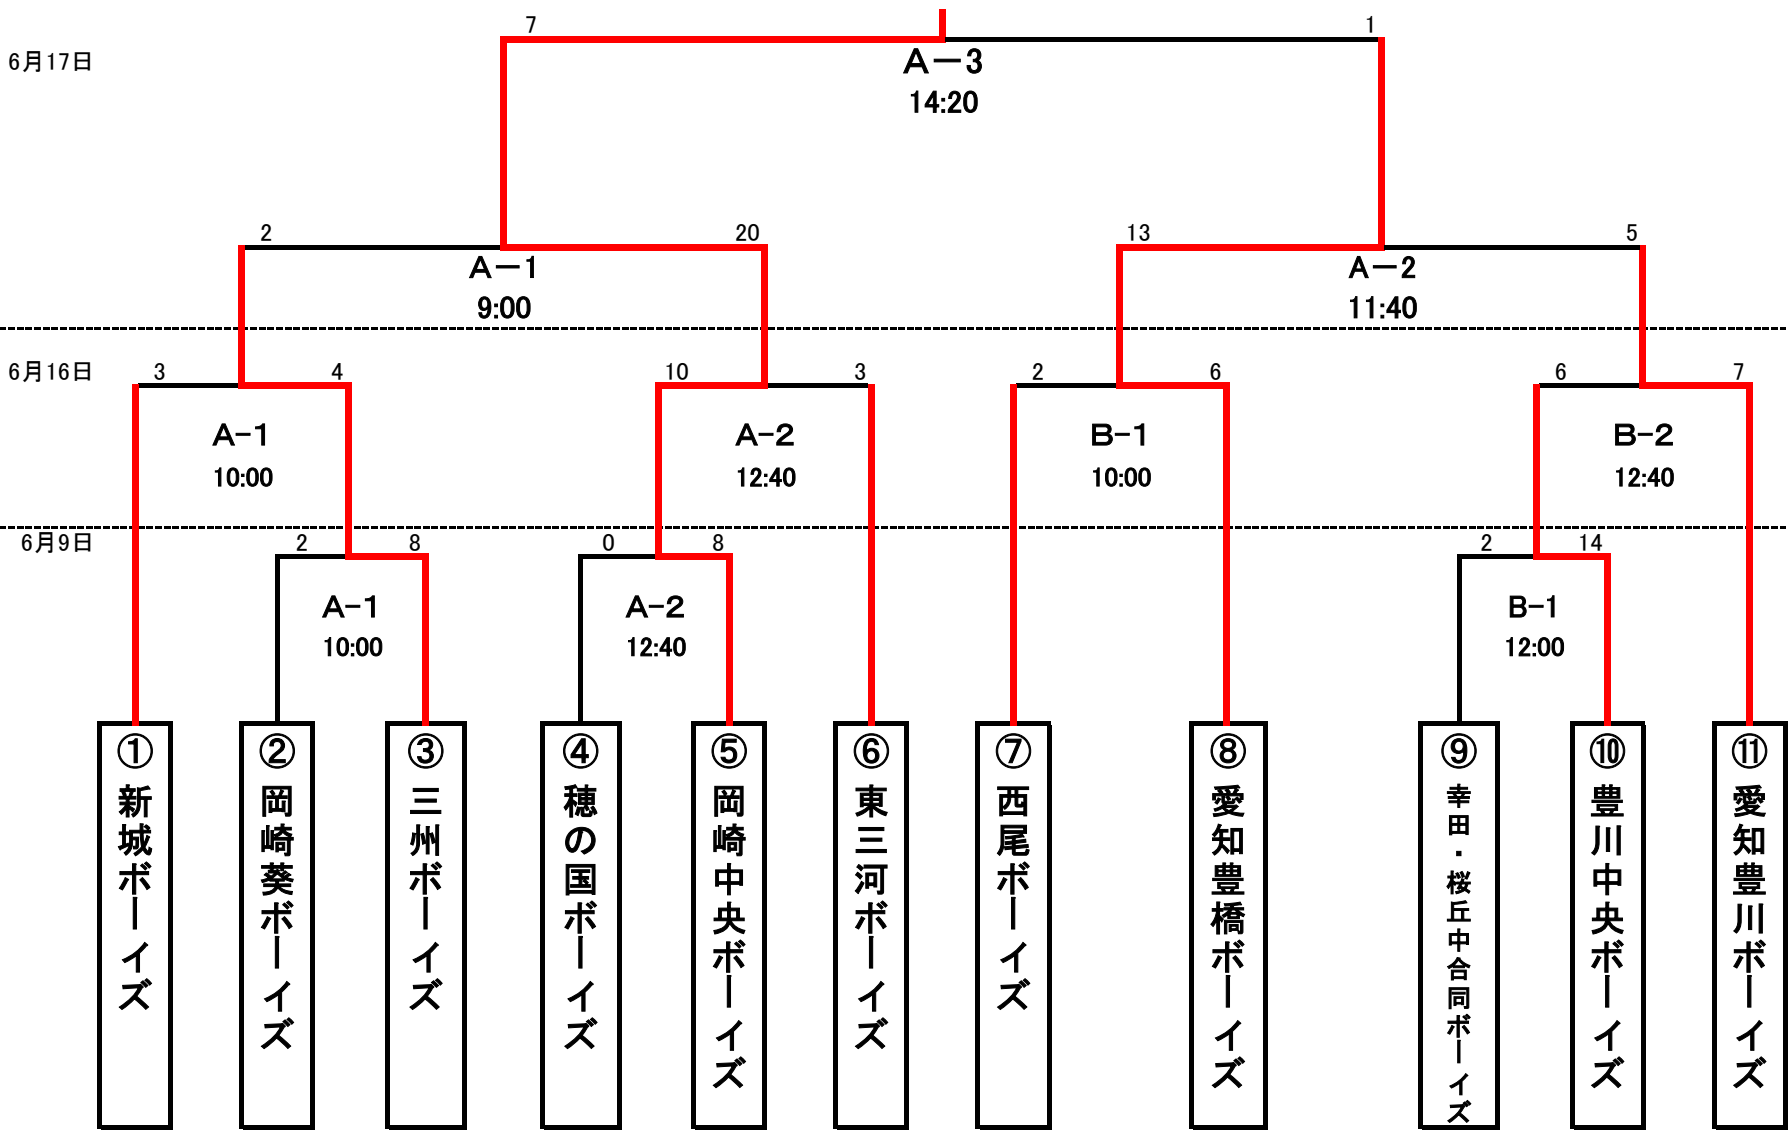 7 1
6月17日
A－3
14:20
2 20 13 5
A－1 A－2
9:00 11:40
6月16日 3 4 10 3 2 6 6 7
A-1 A-2 B-1 B-2
10:00 12:40 10:00 12:40
6月9日 2 8 0 8 2 14
A-1 A-2 B-1
10:00 12:40 12:00
①新城ボーイズ
②岡崎葵ボーイズ
③三州ボーイズ
④穂の国ボーイズ
⑤岡崎中央ボーイズ
⑥東三河ボーイズ
⑦西尾ボーイズ
⑧愛知豊橋ボーイズ
⑨幸田・桜丘中合同ボーイズ
⑩豊川中央ボーイズ
⑪愛知豊川ボーイズ